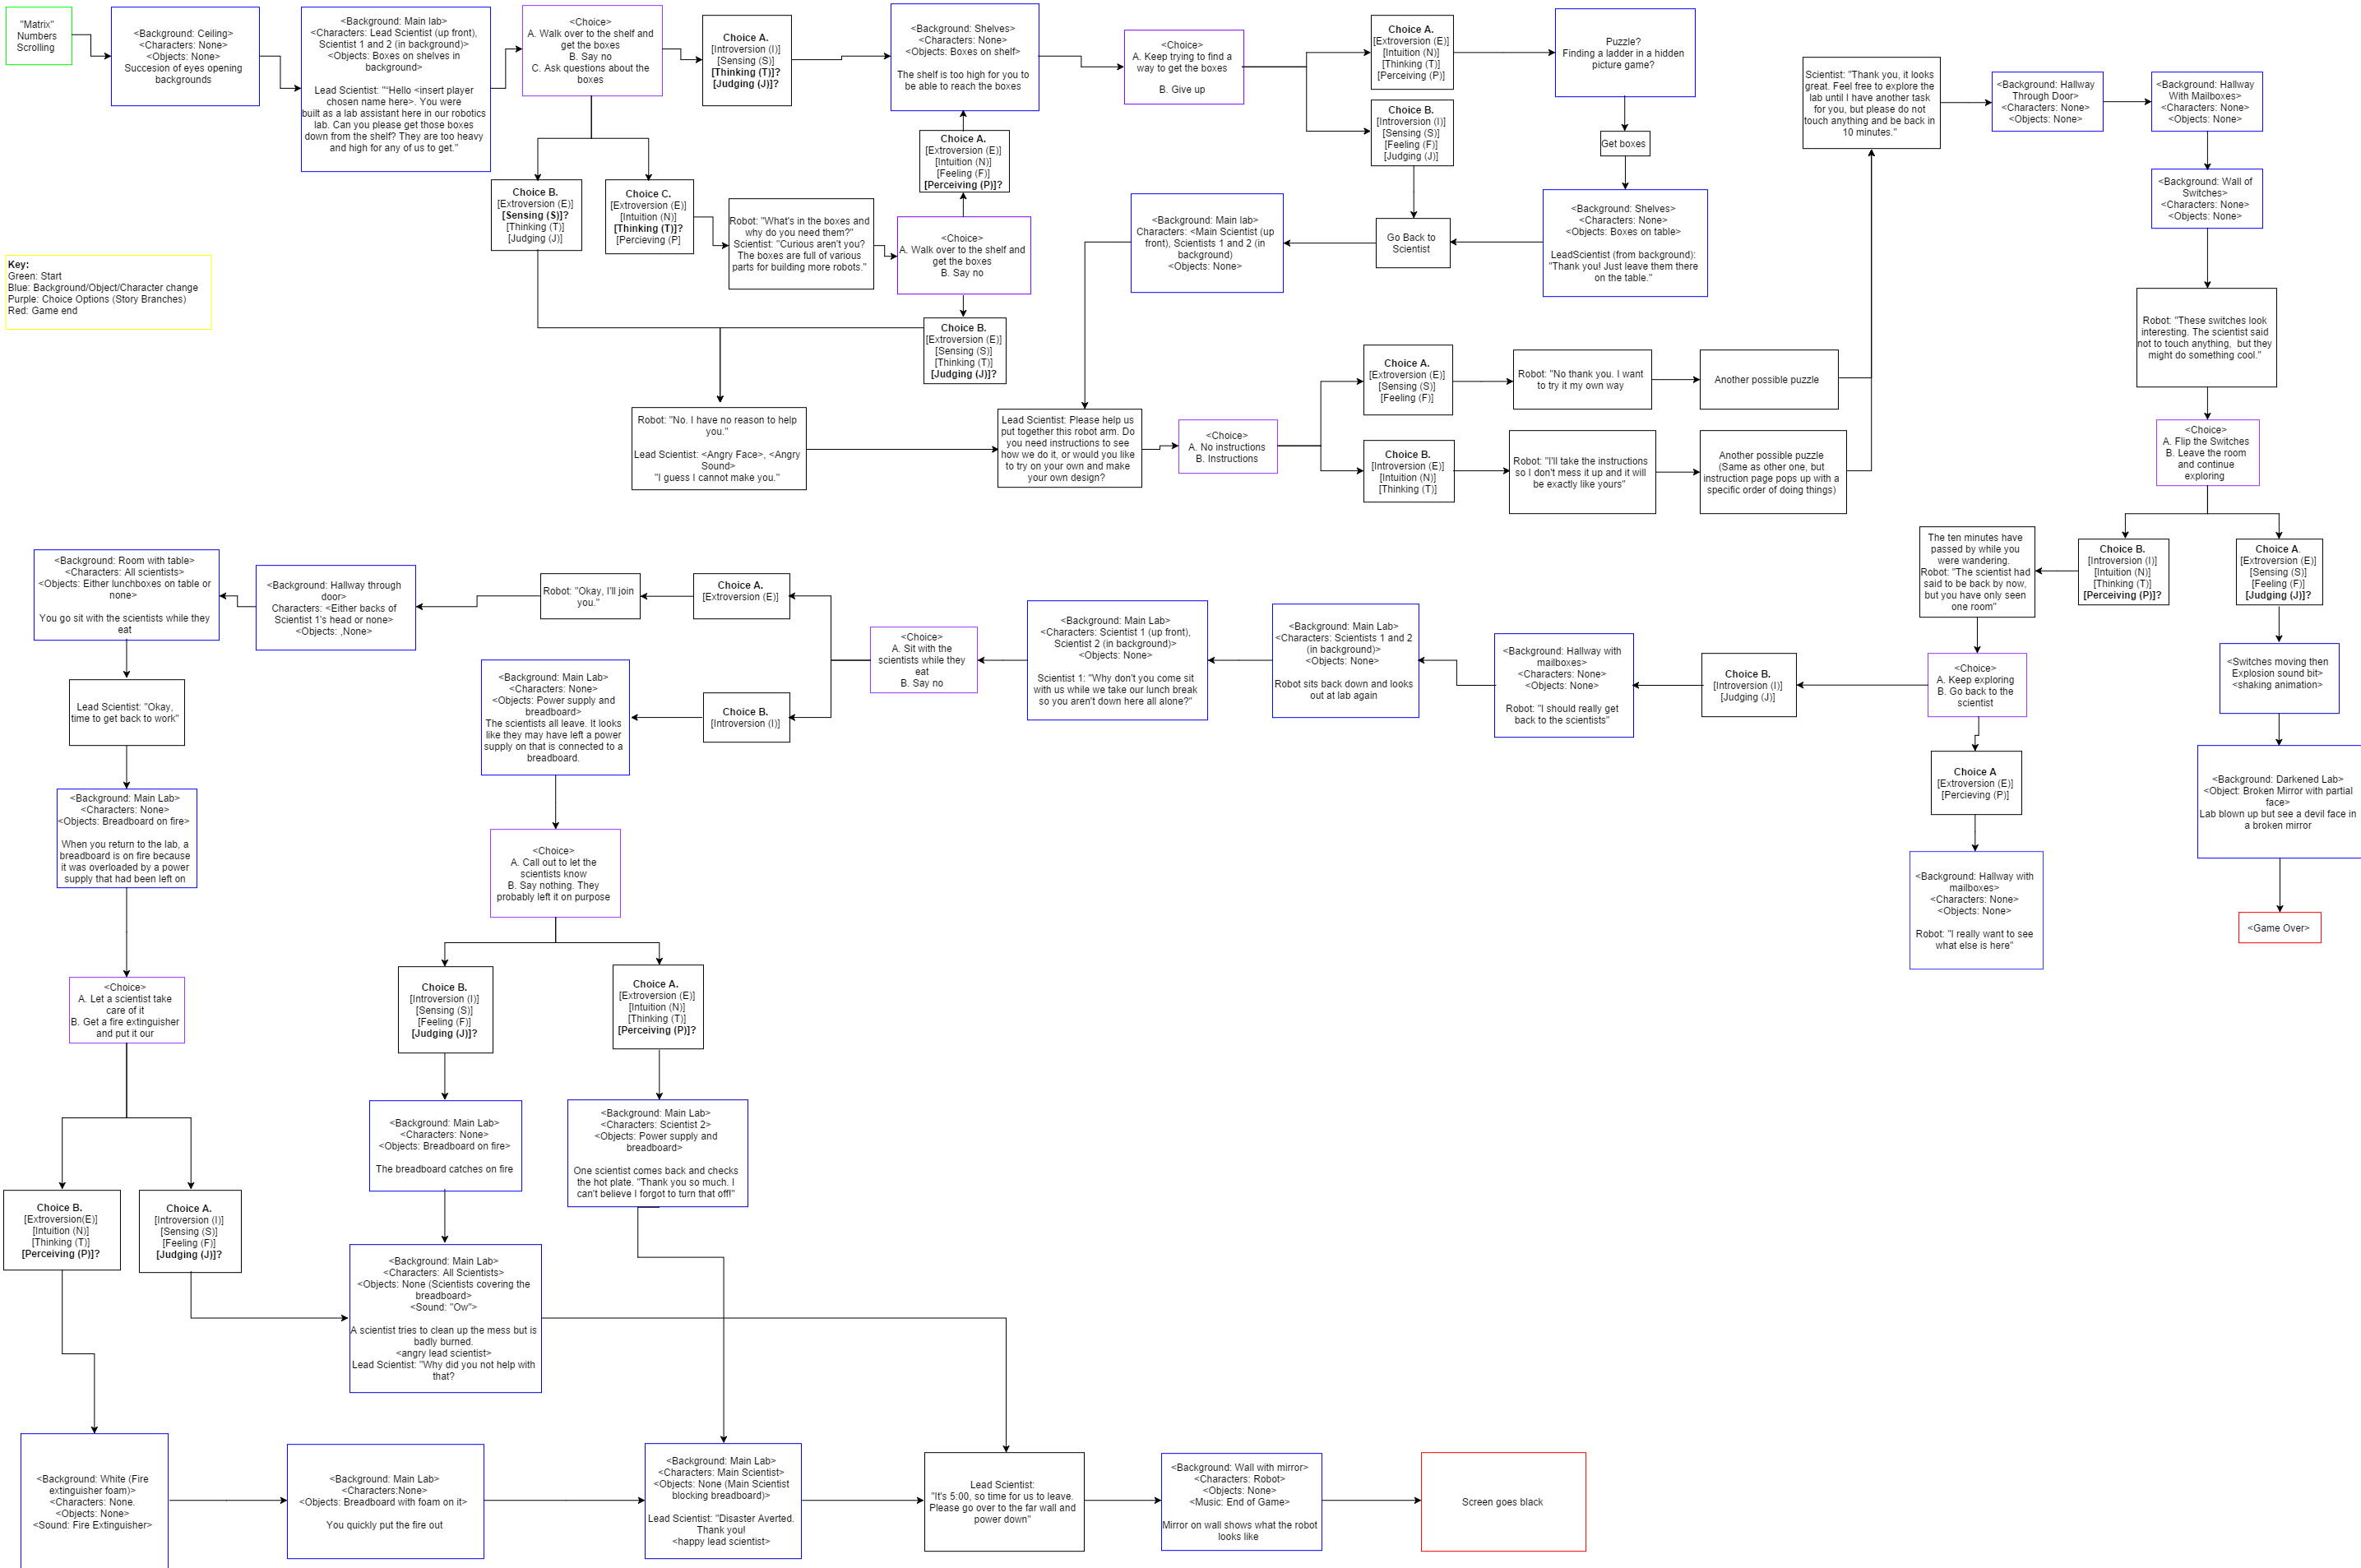 "Matrix"
Numbers
Scrolling
<Background: Ceiling>
<Characters: None>
<Objects: None>
Succesion of eyes opening
backgrounds
<Background: Main lab>
<Characters: Lead Scientist (up front),
Scientist 1 and 2 (in background)>
<Objects: Boxes on shelves in
background>
Lead Scientist: ""Hello <insert player
chosen name here>. You were
built as a lab assistant here in our robotics
lab. Can you please get those boxes
down from the shelf? They are too heavy
and high for any of us to get."
<Choice>
A. Walk over to the shelf and
get the boxes
B. Say no
C. Ask questions about the
boxes
Choice A.
[Introversion (I)]
[Sensing (S)]
[Thinking (T)]?
[Judging (J)]?
<Background: Shelves>
<Characters: None>
<Objects: Boxes on shelf>
The shelf is too high for you to
be able to reach the boxes
<Choice>
A. Keep trying to find a
way to get the boxes
B. Give up
Choice A.
[Extroversion (E)]
[Intuition (N)]
[Thinking (T)]
[Perceiving (P)]
Puzzle?
Finding a ladder in a hidden
picture game?
Choice B.
[Introversion (I)]
[Sensing (S)]
[Feeling (F)]
[Judging (J)]
Get boxes
Scientist: "Thank you, it looks
great. Feel free to explore the
lab until I have another task
for you, but please do not
touch anything and be back in
10 minutes."
<Background: Hallway
Through Door>
<Characters: None>
<Objects: None>
<Background: Hallway
With Mailboxes>
<Characters: None>
<Objects: None>
<Background: Wall of
Switches>
<Characters: None>
<Objects: None>
Choice B.
[Extroversion (E)]
[Sensing (S)]?
[Thinking (T)]
[Judging (J)]
Choice C.
[Extroversion (E)]
[Intuition (N)]
[Thinking (T)]?
[Percieving (P]
Robot: "What's in the boxes and
why do you need them?"
Scientist: "Curious aren't you?
The boxes are full of various
parts for building more robots."
Choice A.
[Extroversion (E)]
[Intuition (N)]
[Feeling (F)]
[Perceiving (P)]?
<Choice>
A. Walk over to the shelf and
get the boxes
B. Say no
Choice B.
[Extroversion (E)]
[Sensing (S)]
[Thinking (T)]
[Judging (J)]?
<Background: Main lab>
Characters: <Main Scientist (up
front), Scientists 1 and 2 (in
background)
<Objects: None>
Go Back to
Scientist
<Background: Shelves>
<Characters: None>
<Objects: Boxes on table>
LeadScientist (from background):
"Thank you! Just leave them there
on the table."
Key:
Green: Start
Blue: Background/Object/Character change
Purple: Choice Options (Story Branches)
Red: Game end
Robot: "No. I have no reason to help
you."
Lead Scientist: <Angry Face>, <Angry
Sound>
"I guess I cannot make you."
Lead Scientist: Please help us
put together this robot arm. Do
you need instructions to see
how we do it, or would you like
to try on your own and make
your own design?
<Choice>
A. No instructions
B. Instructions
Choice A.
[Extroversion (E)]
[Sensing (S)]
[Feeling (F)]
Robot: "No thank you. I want
to try it my own way
Another possible puzzle
Choice B.
[Introversion (E)]
[Intuition (N)]
[Thinking (T)]
Robot: "I'll take the instructions
so I don't mess it up and it will
be exactly like yours"
Another possible puzzle
(Same as other one, but
instruction page pops up with a
specific order of doing things)
Robot: "These switches look
interesting. The scientist said
not to touch anything, but they
might do something cool."
<Choice>
A. Flip the Switches
B. Leave the room
and continue
exploring
Choice B.
[Introversion (I)]
[Intuition (N)]
[Thinking (T)]
[Perceiving (P)]?
Choice A.
[Extroversion (E)]
[Sensing (S)]
[Feeling (F)]
[Judging (J)]?
The ten minutes have
passed by while you
were wandering.
Robot: "The scientist had
said to be back by now,
but you have only seen
one room"
<Choice>
A. Keep exploring
B. Go back to the
scientist
<Switches moving then
Explosion sound bit>
<shaking animation>
Choice A
[Extroversion (E)]
[Percieving (P)]
<Background: Hallway with
mailboxes>
<Characters: None>
<Objects: None>
Robot: "I really want to see
what else is here"
<Background: Darkened Lab>
<Object: Broken Mirror with partial
face>
Lab blown up but see a devil face in
a broken mirror
<Game Over>
Choice B.
[Introversion (I)]
[Judging (J)]
<Background: Hallway with
mailboxes>
<Characters: None>
<Objects: None>
Robot: "I should really get
back to the scientists"
<Background: Main Lab>
<Characters: Scientists 1 and 2
(in background)>
<Objects: None>
Robot sits back down and looks
out at lab again
<Background: Main Lab>
<Characters: Scientist 1 (up front),
Scientist 2 (in background)>
<Objects: None>
Scientist 1: "Why don't you come sit
with us while we take our lunch break
so you aren't down here all alone?"
<Choice>
A. Sit with the
scientists while they
eat
B. Say no
Choice A.
[Extroversion (E)]
Robot: "Okay, I'll join
you."
<Background: Hallway through
door>
Characters: <Either backs of
Scientist 1's head or none>
<Objects: ,None>
<Background: Room with table>
<Characters: All scientists>
<Objects: Either lunchboxes on table or
none>
You go sit with the scientists while they
eat
Lead Scientist: "Okay,
time to get back to work"
<Background: Main Lab>
<Characters: None>
<Objects: Breadboard on fire>
When you return to the lab, a
breadboard is on fire because
it was overloaded by a power
supply that had been left on
<Choice>
A. Let a scientist take
care of it
B. Get a fire extinguisher
and put it our
Choice B.
[Introversion (I)]
<Background: Main Lab>
<Characters: None>
<Objects: Power supply and
breadboard>
The scientists all leave. It looks
like they may have left a power
supply on that is connected to a
breadboard.
<Choice>
A. Call out to let the
scientists know
B. Say nothing. They
probably left it on purpose
Choice B.
[Introversion (I)]
[Sensing (S)]
[Feeling (F)]
[Judging (J)]?
Choice A.
[Extroversion (E)]
[Intuition (N)]
[Thinking (T)]
[Perceiving (P)]?
<Background: Main Lab>
<Characters: None>
<Objects: Breadboard on fire>
The breadboard catches on fire
<Background: Main Lab>
<Characters: Scientist 2>
<Objects: Power supply and
breadboard>
One scientist comes back and checks
the hot plate. "Thank you so much. I
can't believe I forgot to turn that off!"
Choice B.
[Extroversion(E)]
[Intuition (N)]
[Thinking (T)]
[Perceiving (P)]?
Choice A.
[Introversion (I)]
[Sensing (S)]
[Feeling (F)]
[Judging (J)]?
<Background: Main Lab>
<Characters: All Scientists>
<Objects: None (Scientists covering the
breadboard>
<Sound: "Ow">
A scientist tries to clean up the mess but is
badly burned.
<angry lead scientist>
Lead Scientist: "Why did you not help with
that?
<Background: White (Fire
extinguisher foam)>
<Characters: None.
<Objects: None>
<Sound: Fire Extinguisher>
<Background: Main Lab>
<Characters:None>
<Objects: Breadboard with foam on it>
You quickly put the fire out
<Background: Main Lab>
<Characters: Main Scientist>
<Objects: None (Main Scientist
blocking breadboard)>
Lead Scientist: "Disaster Averted.
Thank you!
<happy lead scientist>
Lead Scientist:
"It's 5:00, so time for us to leave.
Please go over to the far wall and
power down"
<Background: Wall with mirror>
<Characters: Robot>
<Objects: None>
<Music: End of Game>
Mirror on wall shows what the robot
looks like
Screen goes black